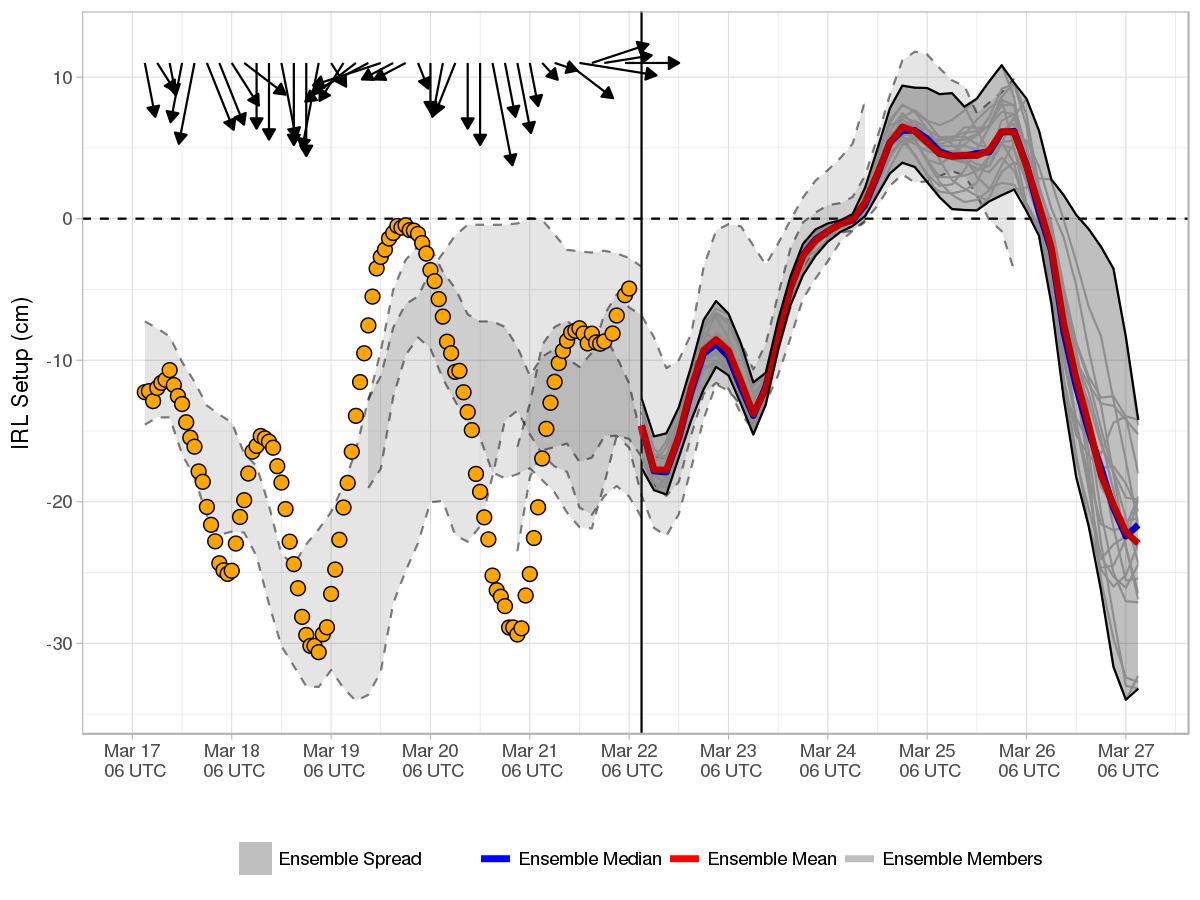 IRL Setup (cm)
10
0
-10
-20
-30
Mar 17 Mar 18 Mar 19 Mar 20 Mar 21 Mar 22 Mar 23 Mar 24 Mar 25 Mar 26 Mar 27
06 UTC 06 UTC 06 UTC 06 UTC 06 UTC 06 UTC 06 UTC 06 UTC 06 UTC 06 UTC 06 UTC
Ensemble Spread Ensemble Median Ensemble Mean Ensemble Members